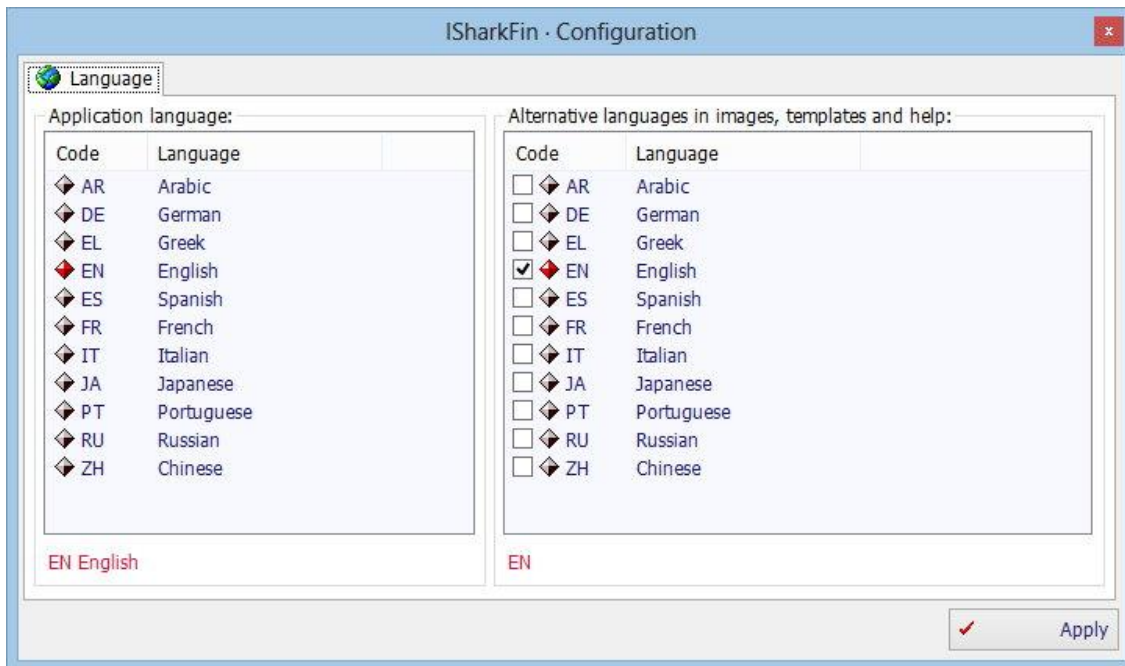 ISharkFin · Configuration
x
Language
Application language:
Code Language
AR Arabic
DE German
EL Greek
EN English
ES Spanish
FR French
IT Italian
JA Japanese
PT Portuguese
RU Russian
ZH Chinese
EN English
Alternative languages in images, templates and help:
Code Language
AR Arabic
DE German
EL Greek
EN English
ES Spanish
FR French
IT Italian
JA Japanese
PT Portuguese
RU Russian
ZH Chinese
EN
Apply